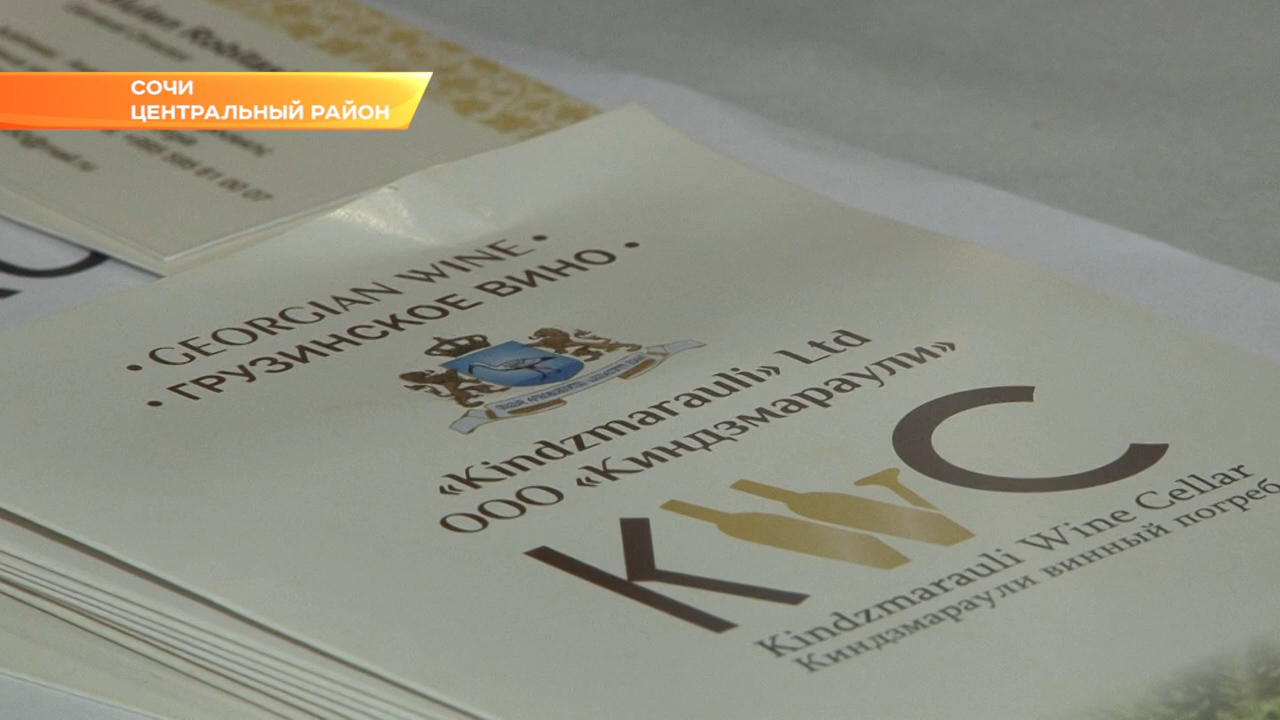 СОЧИ
ЦЕНТРАЛЬНЫЙ РАЙОН
• GEORGIAN WINE •
• ГРУЗИНСКОЕ ВИНО •
«Kindzmarauli» Ltd
ООО «Киндзмараули»
KWC
Kindzmarauli Wine Cellar
Киндзмараули винный погреб